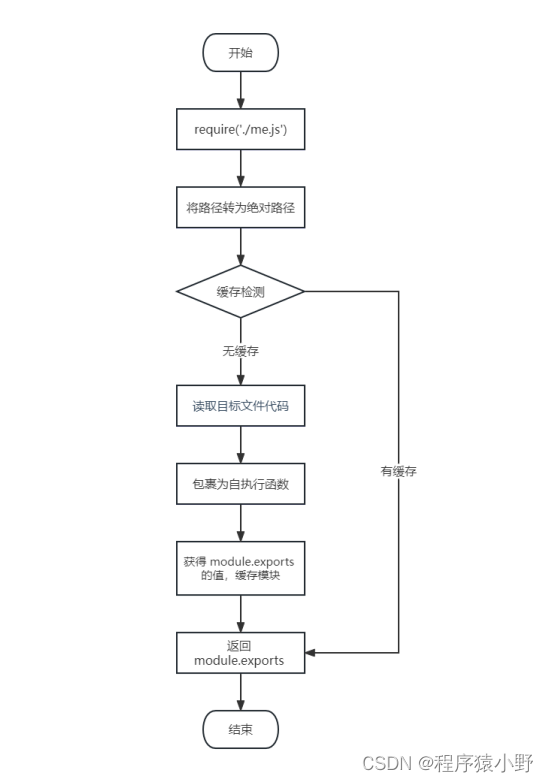 开始
require('./me.js')
将路径转为绝对路径
缓存检测
无缓存
读取目标文件代码
有缓存
包裹为自执行函数
获得 module.exports
的值，缓存模块
返回
module.exports
结束
CSDN @程序猿小野